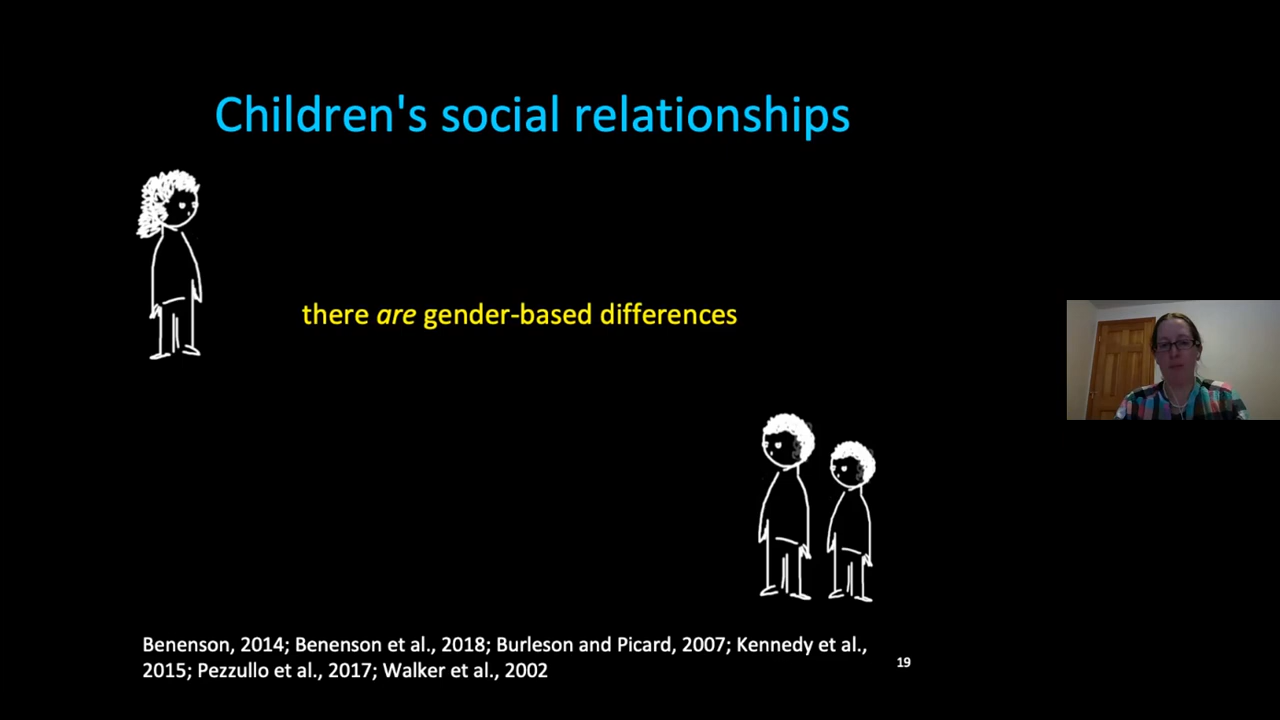 Children's social relationships
there are gender-based differences
Benenson, 2014; Benenson et al., 2018; Burleson and Picard, 2007; Kennedy et al.,
2015; Pezzullo et al., 2017; Walker et al., 2002
19